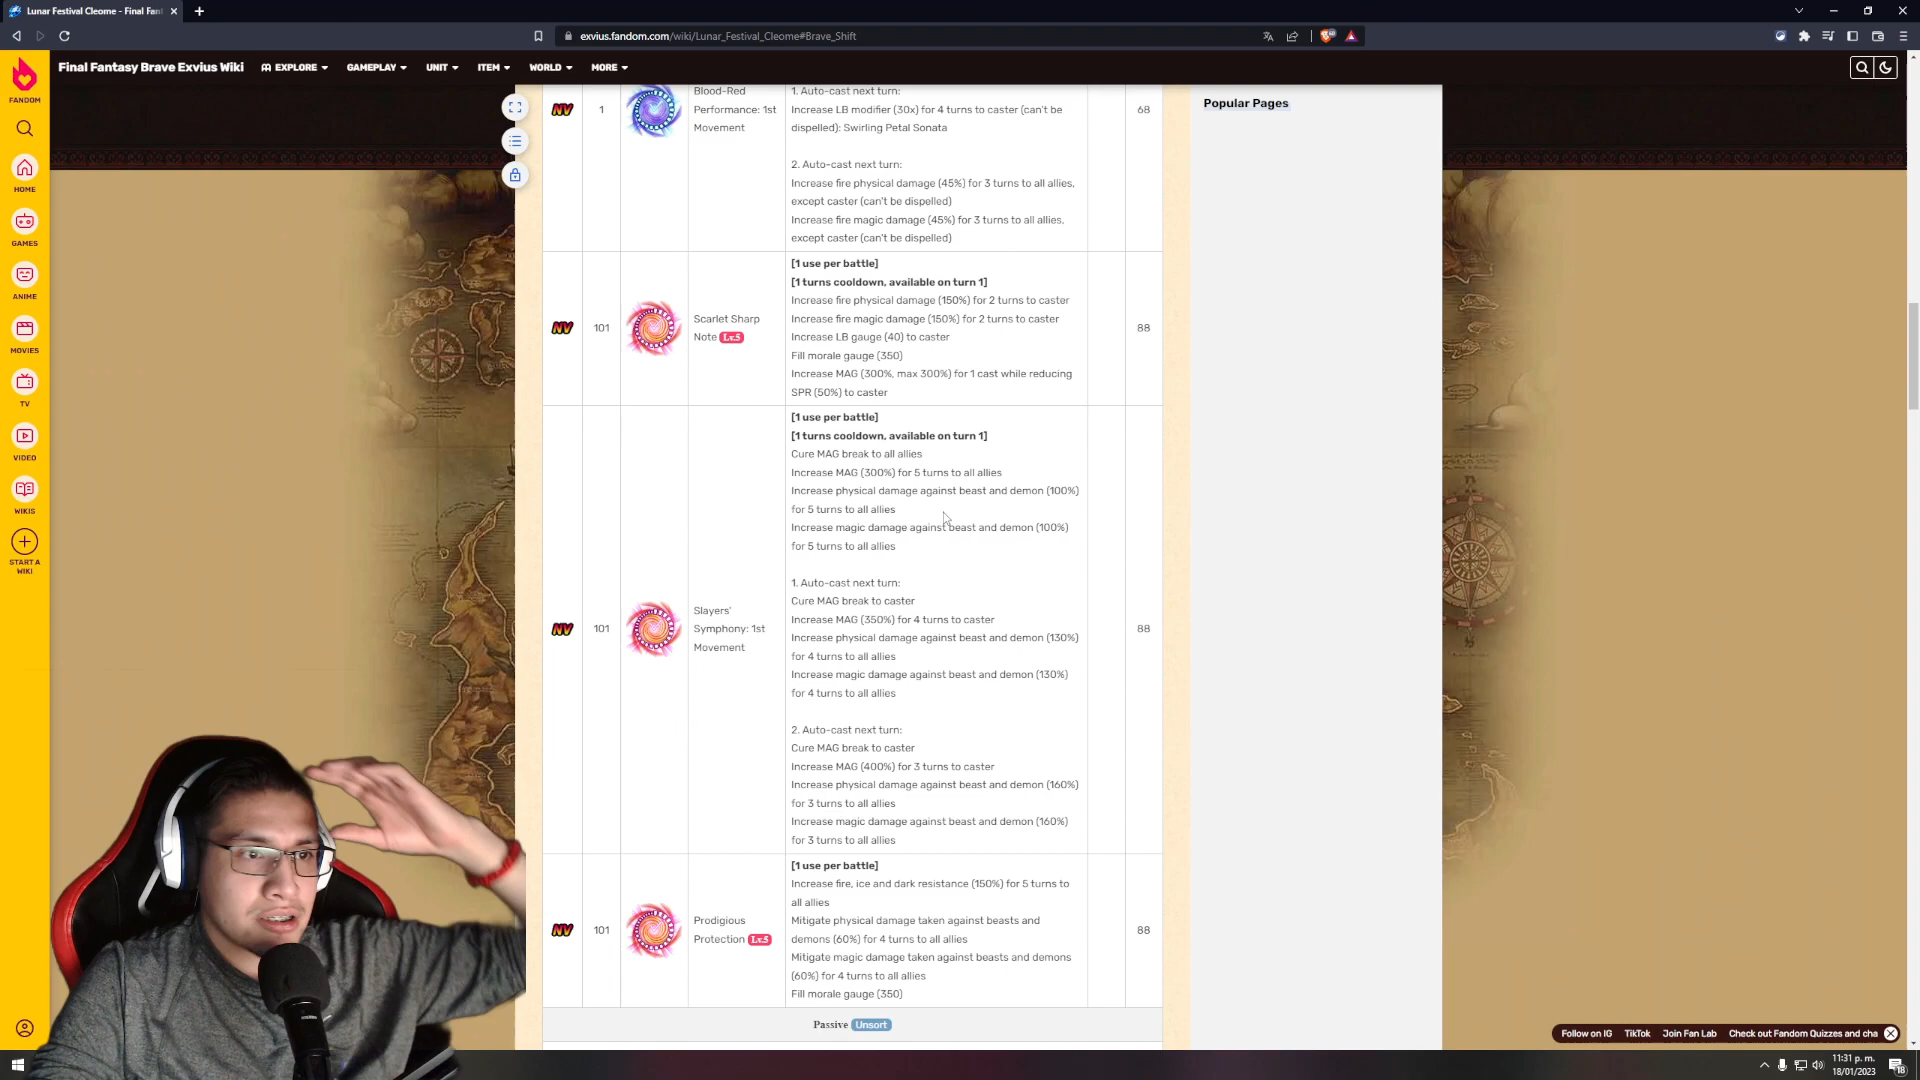 Lunar Festival Cleome - Final Fan
exvius.fandom.com/wiki/Lunar_Festival_Cleome#Brave_Shift
FANDOM
Final Fantasy Brave Exvius Wiki
EXPLORE
GAMEPLAY
UNIT
ITEM
WORLD
MORE
HOME
GAMES
ANIME
MOVIES
TV
VIDEO
WIKIS
START A
WIKI
Popular Pages
NV
1
Blood-Red
Performance: 1st
Movement
1. Auto-cast next turn:
Increase LB modifier (30x) for 4 turns to caster (can't be
dispelled): Swirling Petal Sonata
2. Auto-cast next turn:
Increase fire physical damage (45%) for 3 turns to all allies,
except caster (can't be dispelled)
Increase fire magic damage (45%) for 3 turns to all allies,
except caster (can't be dispelled)
68
NV
101
Scarlet Sharp
Note Lv.5
[1 use per battle]
[1 turns cooldown, available on turn 1]
Increase fire physical damage (150%) for 2 turns to caster
Increase fire magic damage (150%) for 2 turns to caster
Increase LB gauge (40) to caster
Fill morale gauge (350)
Increase MAG (300%, max 300%) for 1 cast while reducing
SPR (50%) to caster
88
NV
101
Slayers'
Symphony: 1st
Movement
[1 use per battle]
[1 turns cooldown, available on turn 1]
Cure MAG break to all allies
Increase MAG (300%) for 5 turns to all allies
Increase physical damage against beast and demon (100%)
for 5 turns to all allies
Increase magic damage against beast and demon (100%)
for 5 turns to all allies
1. Auto-cast next turn:
Cure MAG break to caster
Increase MAG (350%) for 4 turns to caster
Increase physical damage against beast and demon (130%)
for 4 turns to all allies
Increase magic damage against beast and demon (130%)
for 4 turns to all allies
2. Auto-cast next turn:
Cure MAG break to caster
Increase MAG (400%) for 3 turns to caster
Increase physical damage against beast and demon (160%)
for 3 turns to all allies
Increase magic damage against beast and demon (160%)
for 3 turns to all allies
88
NV
101
Prodigious
Protection Lv.5
[1 use per battle]
Increase fire, ice and dark resistance (150%) for 5 turns to
all allies
Mitigate physical damage taken against beasts and
demons (60%) for 4 turns to all allies
Mitigate magic damage taken against beasts and demons
(60%) for 4 turns to all allies
Fill morale gauge (350)
88
Passive Unsort
Follow on IG
TikTok
Join Fan Lab
Check out Fandom Quizzes and cha
11:31 p. m.
18/01/2023
18